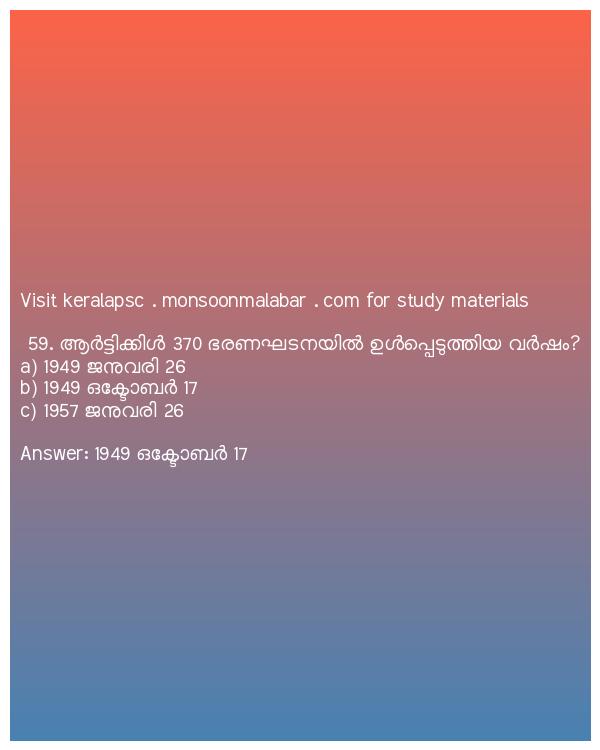 Visit keralapsc . monsoonmalabar . com for study materials
59. ആർട്ടിക്കിൾ 370 ഭരണഘടനയിൽ ഉൾപ്പെടുത്തിയ വർഷം?
a) 1949 ജനുവരി 26
b) 1949 ഒക്ടോബർ 17
c) 1957 ജനുവരി 26
Answer: 1949 ഒക്ടോബർ 17